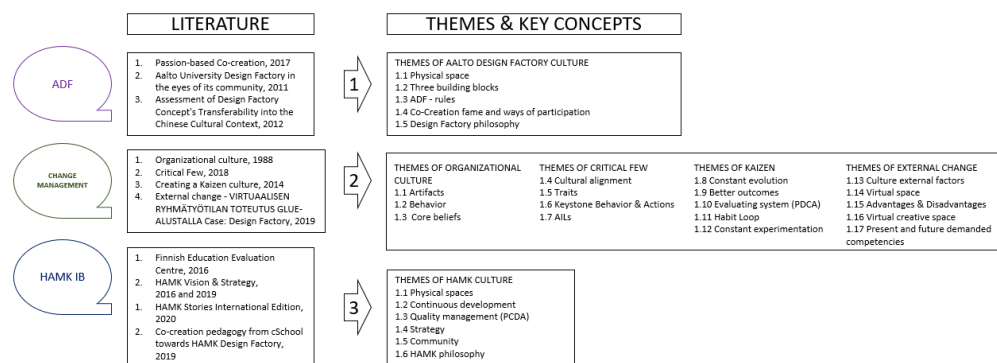 LITERATURE
THEMES & KEY CONCEPTS
ADF
1. Passion-based Co-creation, 2017
2. Aalto University Design Factory in
the eyes of its community, 2011
3. Assessment of Design Factory
Concept's Transferability into the
Chinese Cultural Context, 2012
1
THEMES OF AALTO DESIGN FACTORY CULTURE
1.1 Physical space
1.2 Three building blocks
1.3 ADF - rules
1.4 Co-Creation fame and ways of participation
1.5 Design Factory philosophy
CHANGE
MANAGEMENT
1. Organizational culture, 1988
2. Critical Few, 2018
3. Creating a Kaizen culture, 2014
4. External change - VIRTUAALISEN
RYHMÄTYÖTILAN TOTEUTUS GLUE-
ALUSTALLA Case: Design Factory, 2019
2
THEMES OF ORGANIZATIONAL
CULTURE
1.1 Artifacts
1.2 Behavior
1.3 Core beliefs
THEMES OF CRITICAL FEW
1.4 Cultural alignment
1.5 Traits
1.6 Keystone Behavior & Actions
1.7 AILs
THEMES OF KAIZEN
1.8 Constant evolution
1.9 Better outcomes
1.10 Evaluating system (PDCA)
1.11 Habit Loop
1.12 Constant experimentation
THEMES OF EXTERNAL CHANGE
1.13 Culture external factors
1.14 Virtual space
1.15 Advantages & Disadvantages
1.16 Virtual creative space
1.17 Present and future demanded
competencies
HAMK IB
1. Finnish Education Evaluation
Centre, 2016
2. HAMK Vision & Strategy,
2016 and 2019
1. HAMK Stories International Edition,
2020
2. Co-creation pedagogy from cSchool
towards HAMK Design Factory,
2019
3
THEMES OF HAMK CULTURE
1.1 Physical spaces
1.2 Continuous development
1.3 Quality management (PCDA)
1.4 Strategy
1.5 Community
1.6 HAMK philosophy